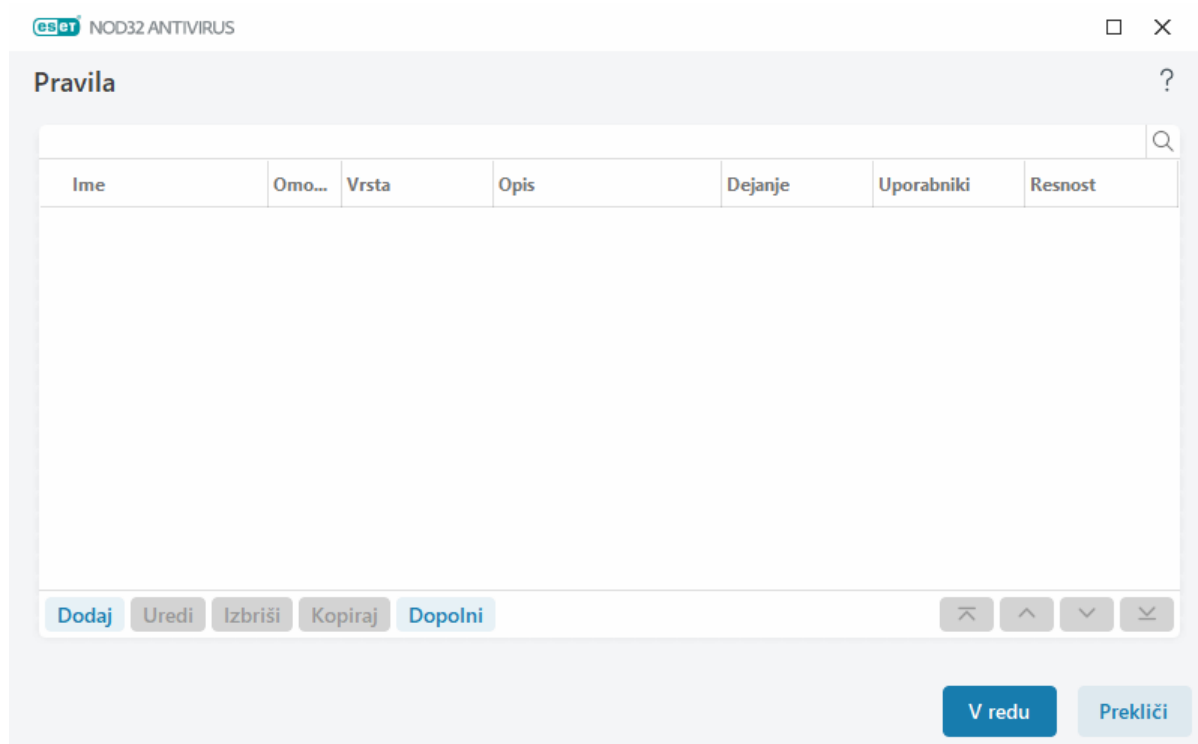 eset NOD32 ANTIVIRUS
Pravila
?
Ime Omo... Vrsta Opis Dejanje Uporabniki Resnost
Dodaj Uredi Izbriši Kopiraj Dopolni
V redu Prekliči